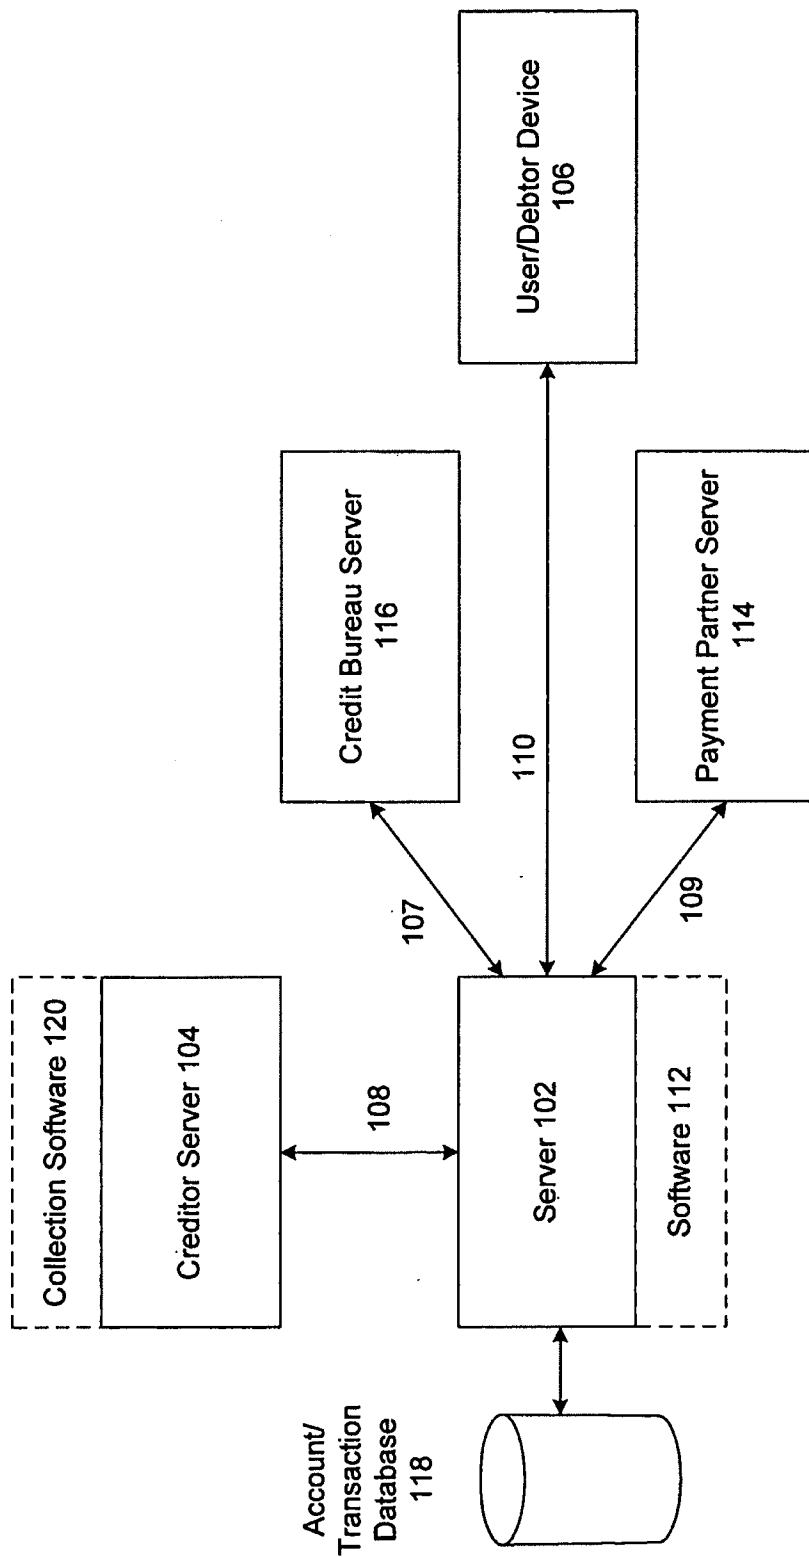 Collection Software 120
Creditor Server 104
108
Server 102
Software 112
Account/
Transaction
Database
118
107
Credit Bureau Server
116
110
User/Debtor Device
106
109
Payment Partner Server
114